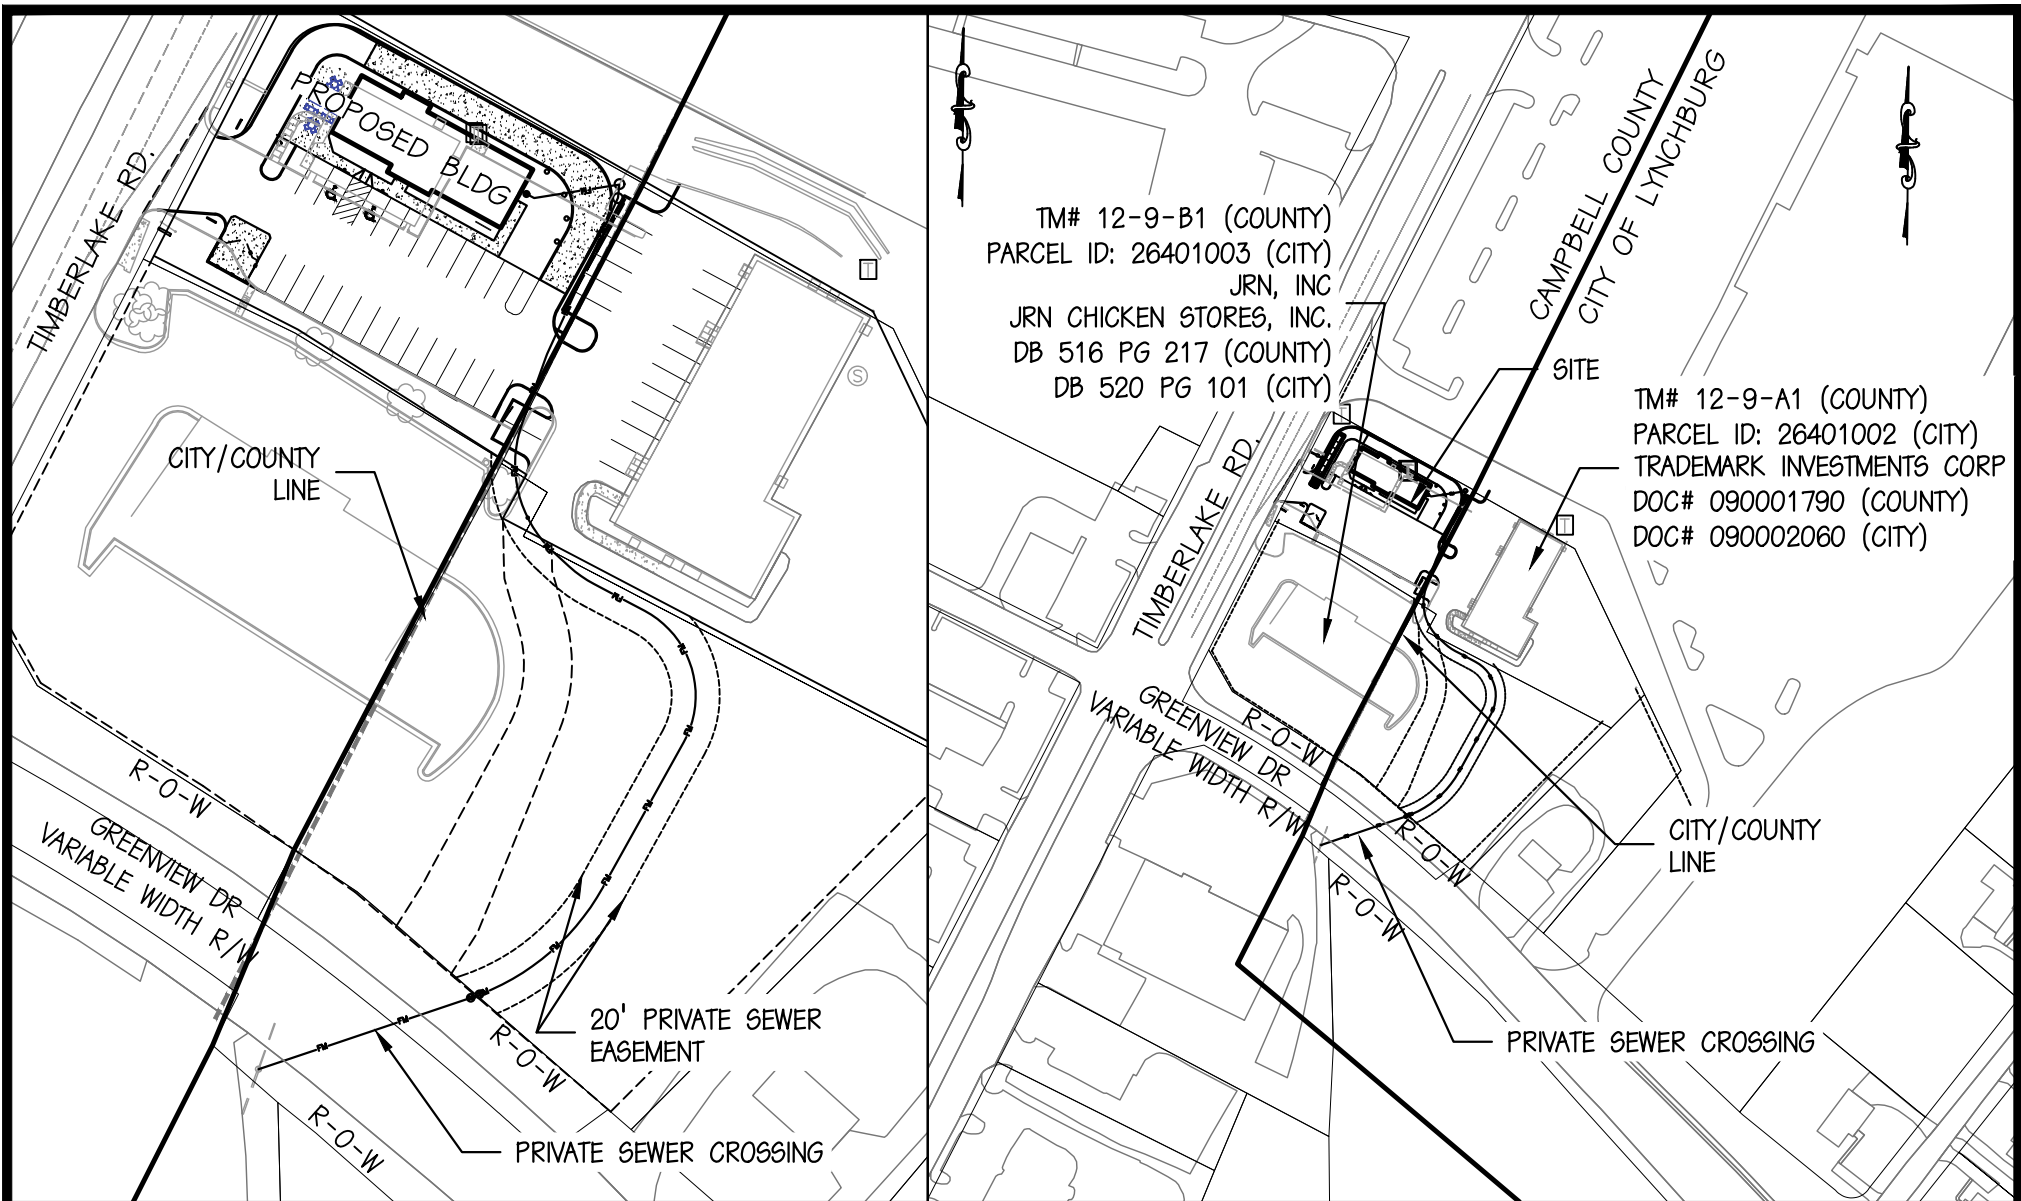 PROPOSED BLDG
TIMBERLAKE RD.
CITY/COUNTY
LINE
R-O-W
GREENVIEW DR
VARIABLE WIDTH R/W
20' PRIVATE SEWER
EASEMENT
R-O-W
R-O-W
PRIVATE SEWER CROSSING
T
T
S
CAMPBELL COUNTY
CITY OF LYNCHBURG
TM# 12-9-B1 (COUNTY)
PARCEL ID: 26401003 (CITY)
JRN, INC
JRN CHICKEN STORES, INC.
DB 516 PG 217 (COUNTY)
DB 520 PG 101 (CITY)
SITE
TM# 12-9-A1 (COUNTY)
PARCEL ID: 26401002 (CITY)
TRADEMARK INVESTMENTS CORP
DOC# 090001790 (COUNTY)
DOC# 090002060 (CITY)
T
T
T
TIMBERLAKE RD.
GREENVIEW DR
VARIABLE WIDTH R/W
R-O-W
R-O-W
R-O-W
CITY/COUNTY
LINE
PRIVATE SEWER CROSSING